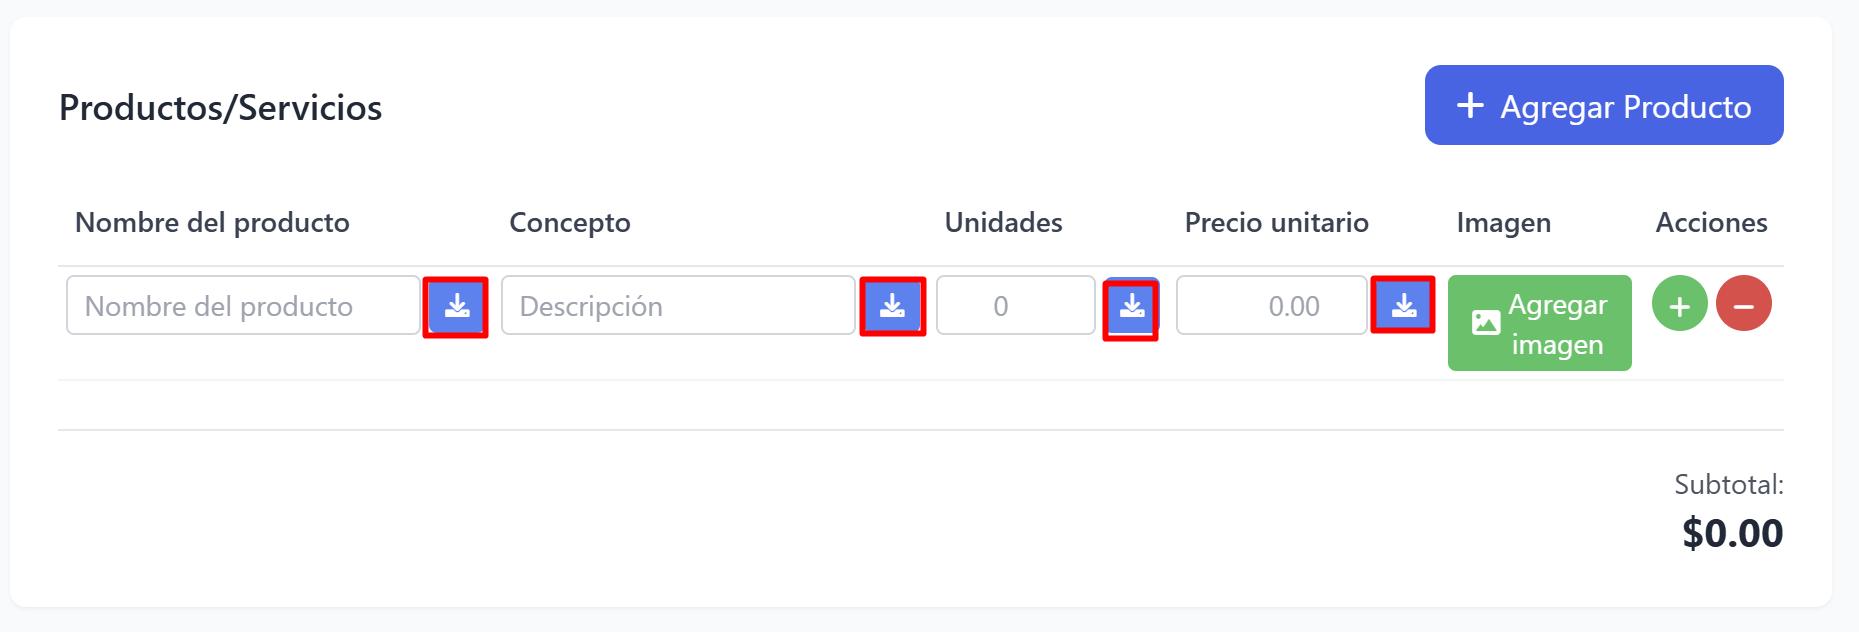 Productos/Servicios
+ Agregar Producto
Nombre del producto Concepto Unidades Precio unitario Imagen Acciones
Nombre del producto Descripción 0 0.00 Agregar imagen
Subtotal:
$0.00